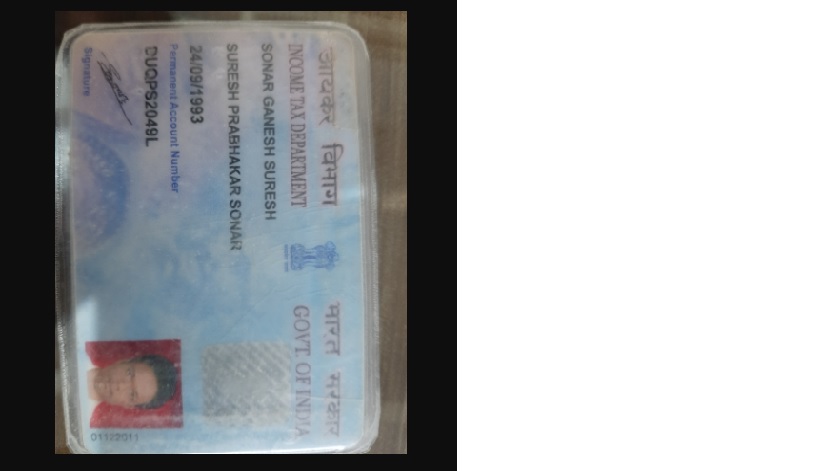 आयकर विभाग
INCOME TAX DEPARTMENT
भारत सरकार
GOVT. OF INDIA
SONAR GANESH SURESH
SURESH PRABHAKAR SONAR
24/09/1993
Permanent Account Number
DUQPS2049L
Signature
01122011